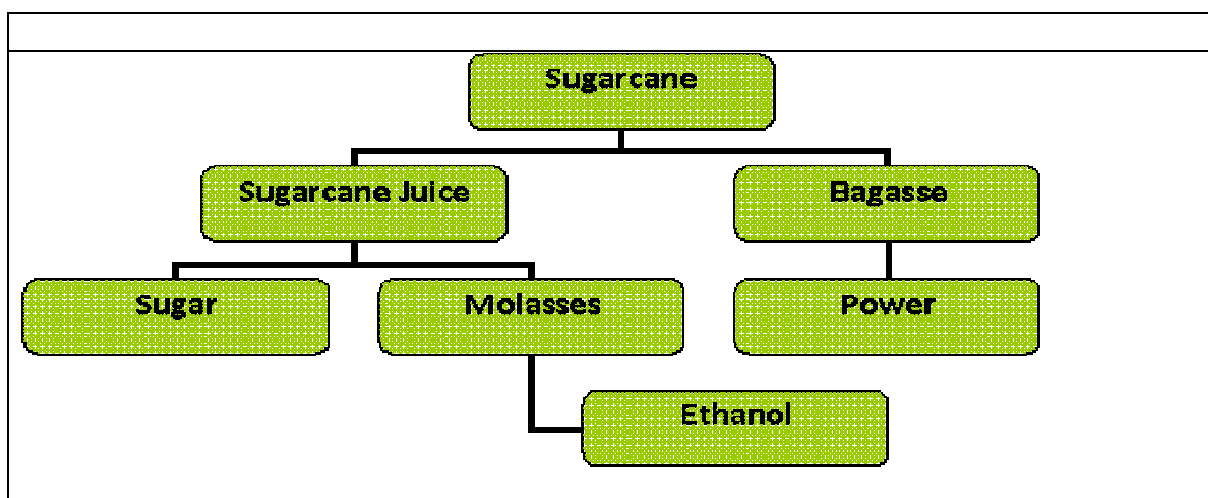 Sugarcane
Sugarcane Juice
Bagasse
Sugar
Molasses
Power
Ethanol